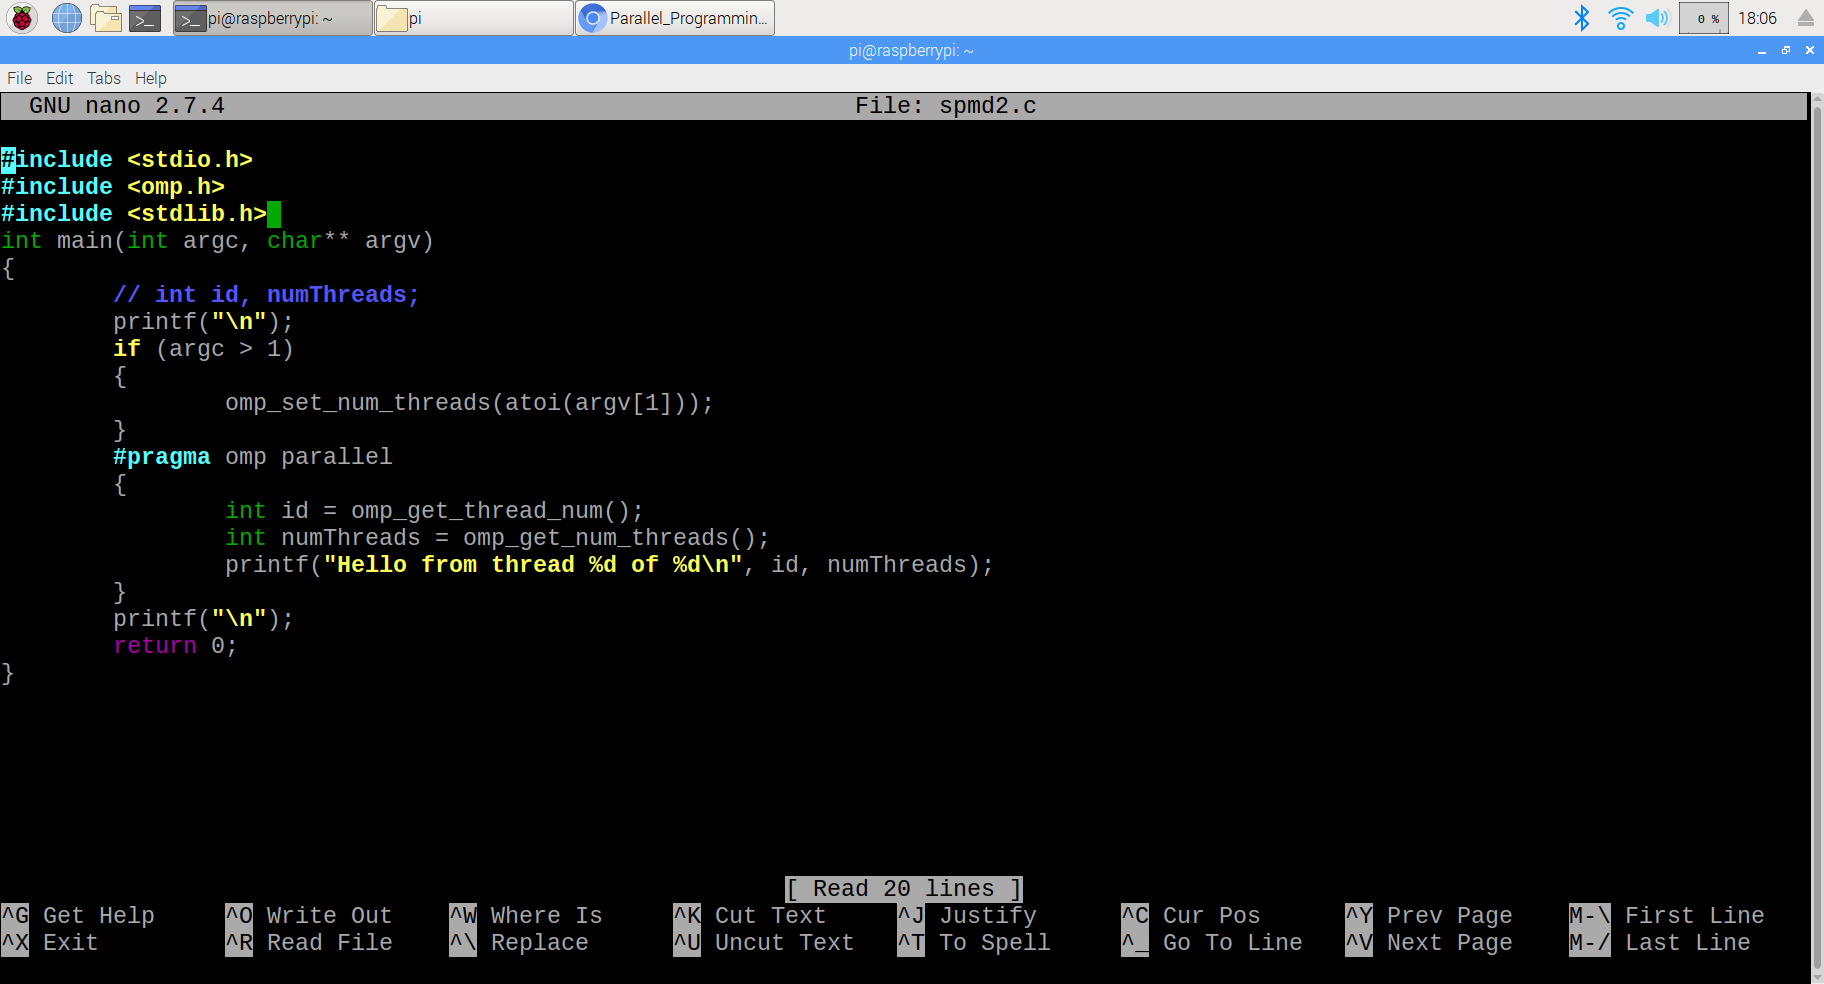 pi@raspberrypi: ~
pi
Parallel_Programmin...
0 %
18:06
pi@raspberrypi: ~
File Edit Tabs Help
GNU nano 2.7.4 File: spmd2.c
#include <stdio.h>
#include <omp.h>
#include <stdlib.h>
int main(int argc, char** argv)
{
// int id, numThreads;
printf("\n");
if (argc > 1)
{
omp_set_num_threads(atoi(argv[1]));
}
#pragma omp parallel
{
int id = omp_get_thread_num();
int numThreads = omp_get_num_threads();
printf("Hello from thread %d of %d\n", id, numThreads);
}
printf("\n");
return 0;
}
[ Read 20 lines ]
^G Get Help ^O Write Out ^W Where Is ^K Cut Text ^J Justify ^C Cur Pos ^Y Prev Page M-\ First Line
^X Exit ^R Read File ^\ Replace ^U Uncut Text ^T To Spell ^_ Go To Line ^V Next Page M-/ Last Line